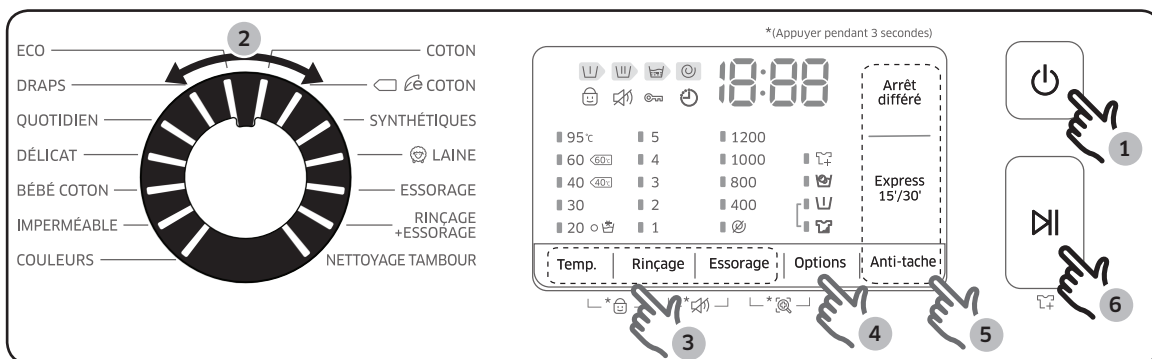 *(Appuyer pendant 3 secondes)
2
ECO
DRAPS
QUOTIDIEN
DÉLICAT
BÉBÉ COTON
IMPERMÉABLE
COULEURS
COTON
e COTON
SYNTHÉTIQUES
LAINE
ESSORAGE
RINÇAGE
+ESSORAGE
NETTOYAGE TAMBOUR
18:88
95℃ 5 1200
60 60℃ 4 1000
40 40℃ 3 800
30 2 400
20 1
Arrêt
différé
Express
15'/30'
Temp. Rinçage Essorage Options Anti-tache
* * *
3
4
5
1
6